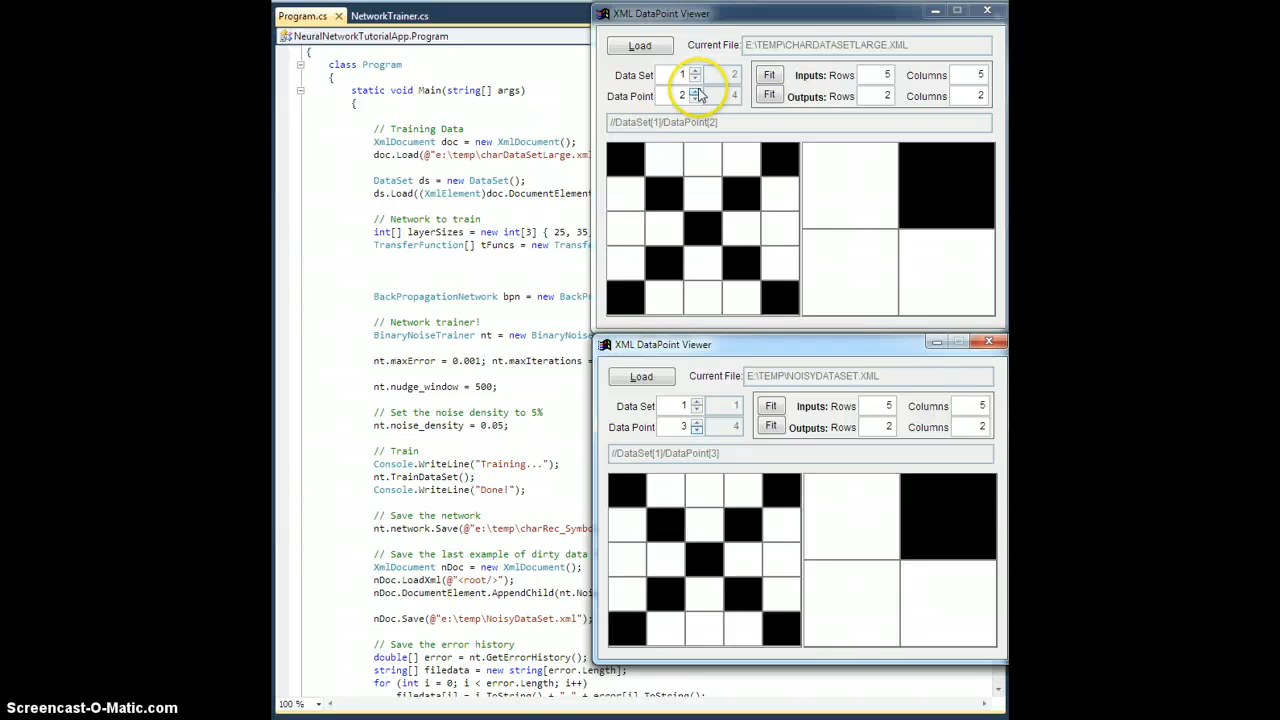 Program.cs
NetworkTrainer.cs
NeuralNetworkTutorialApp.Program
{
class Program
{
static void Main(string[] args)
{
// Training Data
XmlDocument doc = new XmlDocument();
doc.Load(@"e:\temp\charDataSetLarge.xml
DataSet ds = new DataSet();
ds.Load((XmlElement)doc.DocumentElement
// Network to train
int[] layerSizes = new int[3] { 25, 35,
TransferFunction[] tFuncs = new Transfe
BackPropagationNetwork bpn = new BackPr
// Network trainer!
BinaryNoiseTrainer nt = new BinaryNoise
nt.maxError = 0.001; nt.maxIterations =
nt.nudge_window = 500;
// Set the noise density to 5%
nt.noise_density = 0.05;
// Train
Console.WriteLine("Training...");
nt.TrainDataSet();
Console.WriteLine("Done!");
// Save the network
nt.network.Save(@"e:\temp\charRec_Symbo
// Save the last example of dirty data
XmlDocument nDoc = new XmlDocument();
nDoc.LoadXml(@"<root/>");
nDoc.DocumentElement.AppendChild(nt.Noi
nDoc.Save(@"e:\temp\NoisyDataSet.xml");
// Save the error history
double[] error = nt.GetErrorHistory();
string[] filedata = new string[error.Length];
for (int i = 0; i < error.Length; i++)
filedata[i] = i.ToString() + " " + error[i].ToString();
100 %
XML DataPoint Viewer
Load Current File: E:\TEMP\CHARDATASETLARGE.XML
Data Set 1 2 Fit Inputs: Rows 5 Columns 5
Data Point 2 4 Fit Outputs: Rows 2 Columns 2
//DataSet[1]/DataPoint[2]
XML DataPoint Viewer
Load Current File: E:\TEMP\NOISYDATASET.XML
Data Set 1 1 Fit Inputs: Rows 5 Columns 5
Data Point 3 4 Fit Outputs: Rows 2 Columns 2
//DataSet[1]/DataPoint[3]
Screencast-O-Matic.com